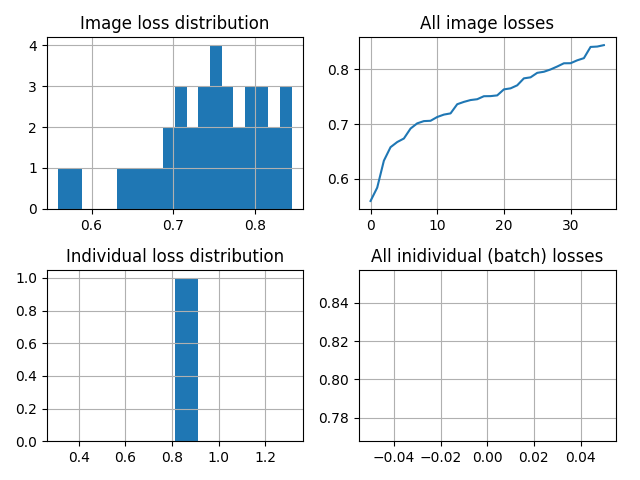 Image loss distribution
4
3
2
1
0
0.6 0.7 0.8
All image losses
0.8
0.7
0.6
0 10 20 30
Individual loss distribution
1.0
0.8
0.6
0.4
0.2
0.0
0.4 0.6 0.8 1.0 1.2
All inidividual (batch) losses
0.84
0.82
0.80
0.78
−0.04 −0.02 0.00 0.02 0.04